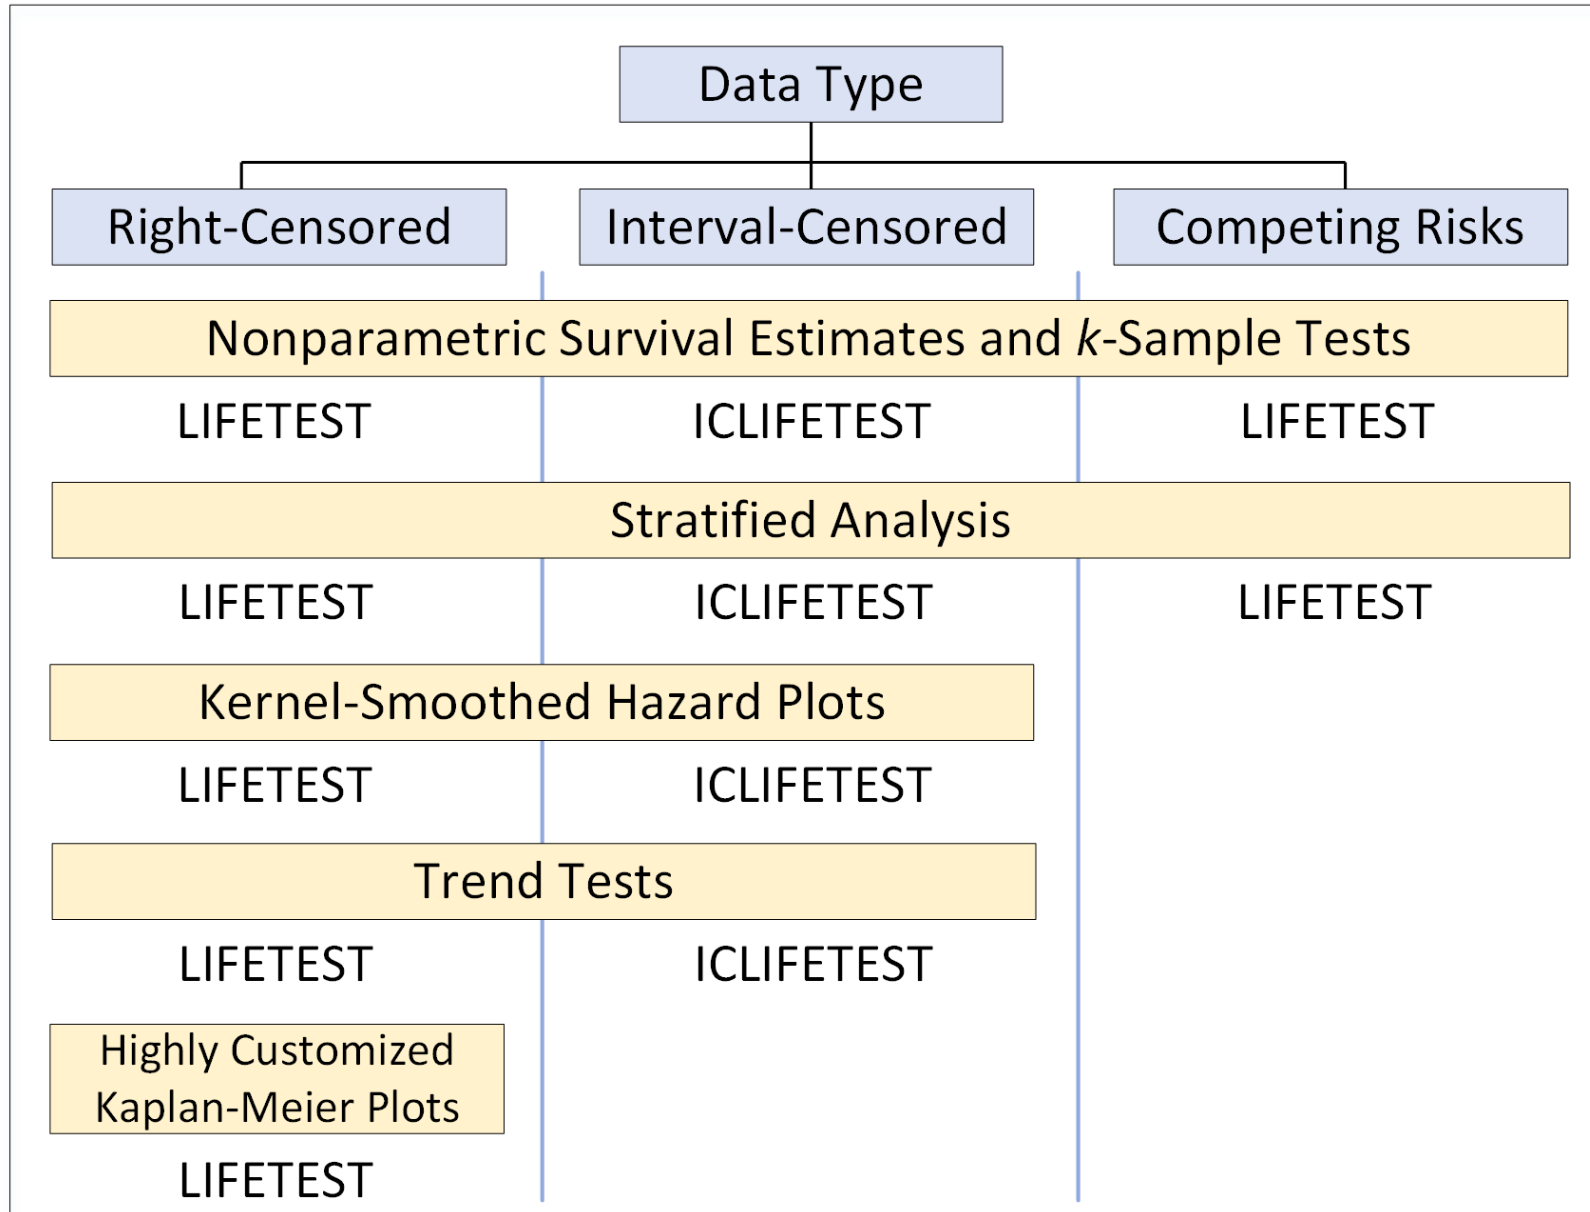 Data Type
Right-Censored
Interval-Censored
Competing Risks
Nonparametric Survival Estimates and k-Sample Tests
LIFETEST
ICLIFETEST
LIFETEST
Stratified Analysis
LIFETEST
ICLIFETEST
LIFETEST
Kernel-Smoothed Hazard Plots
LIFETEST
ICLIFETEST
Trend Tests
LIFETEST
ICLIFETEST
Highly Customized
Kaplan-Meier Plots
LIFETEST